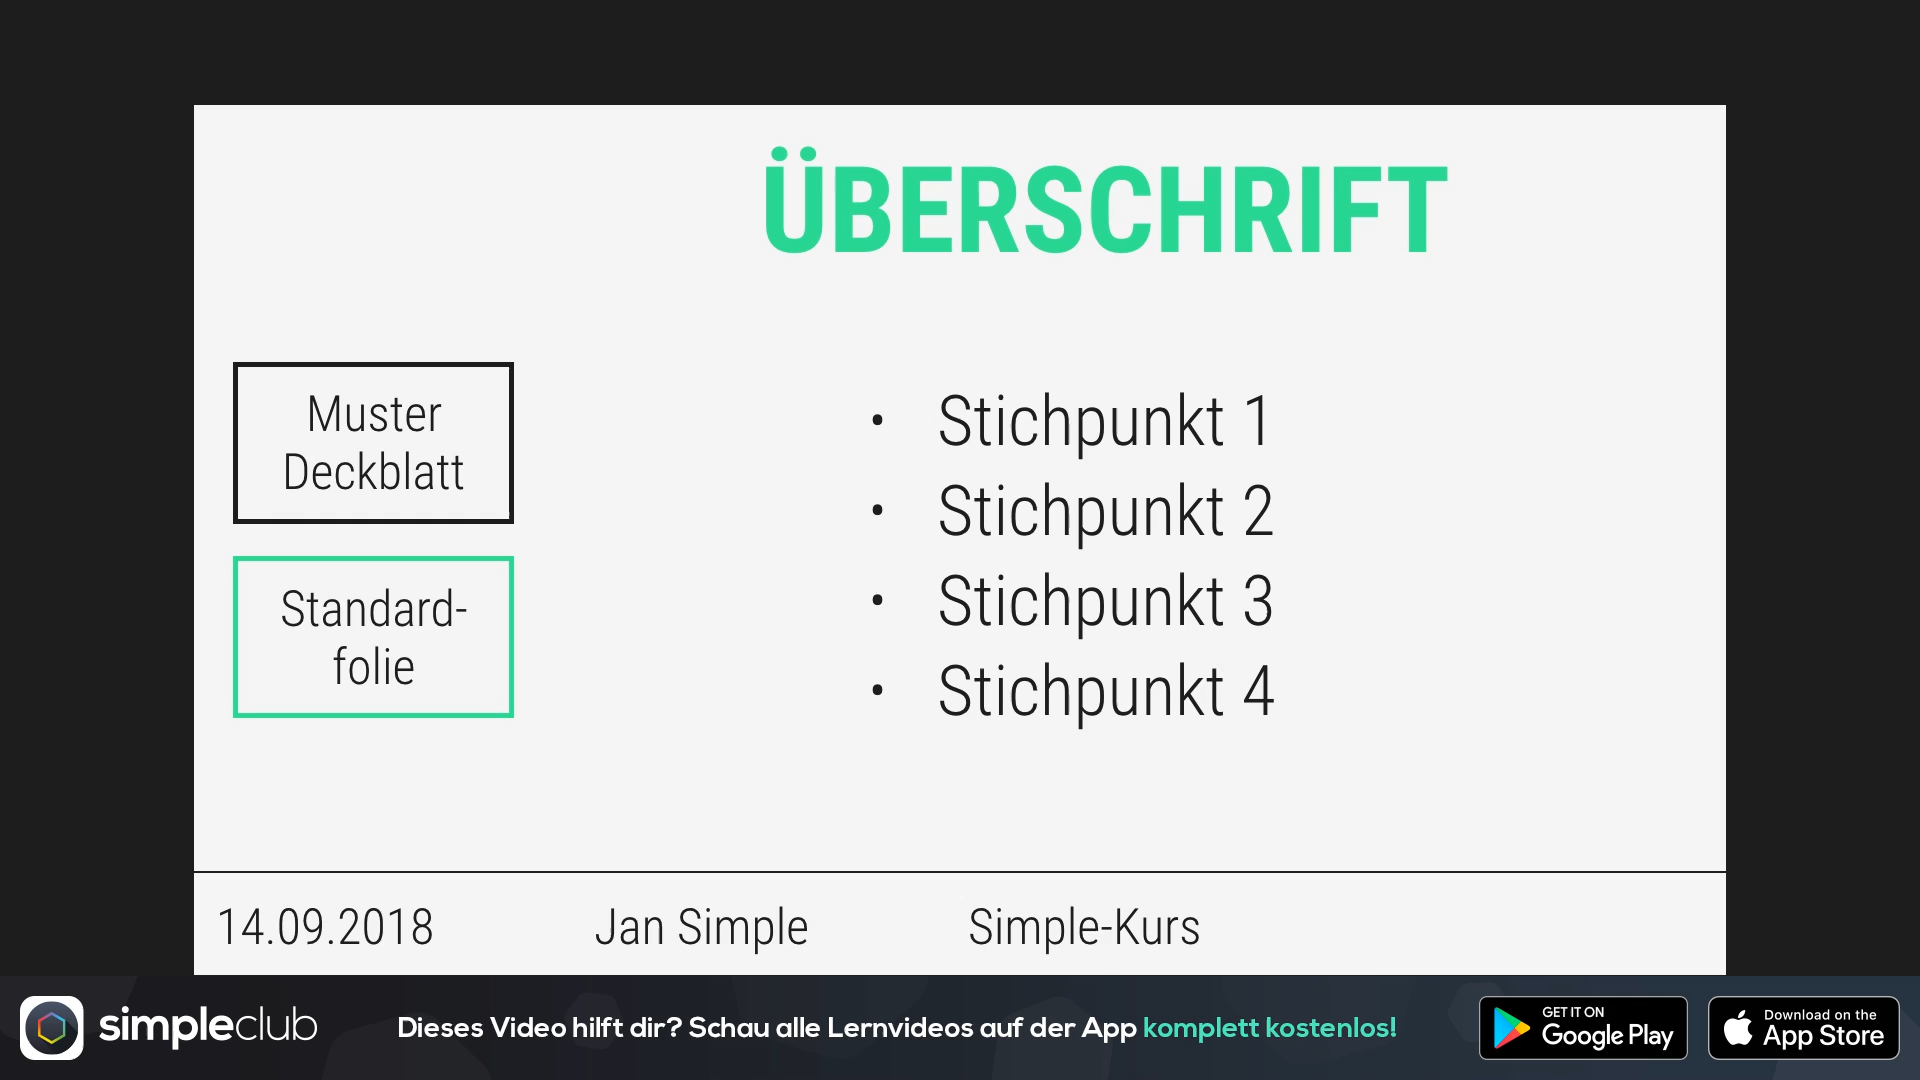 ÜBERSCHRIFT
Muster
Deckblatt
Standard-
folie
• Stichpunkt 1
• Stichpunkt 2
• Stichpunkt 3
• Stichpunkt 4
14.09.2018 Jan Simple Simple-Kurs
simpleclub Dieses Video hilft dir? Schau alle Lernvideos auf der App komplett kostenlos!
GET IT ON
Google Play
Download on the
App Store